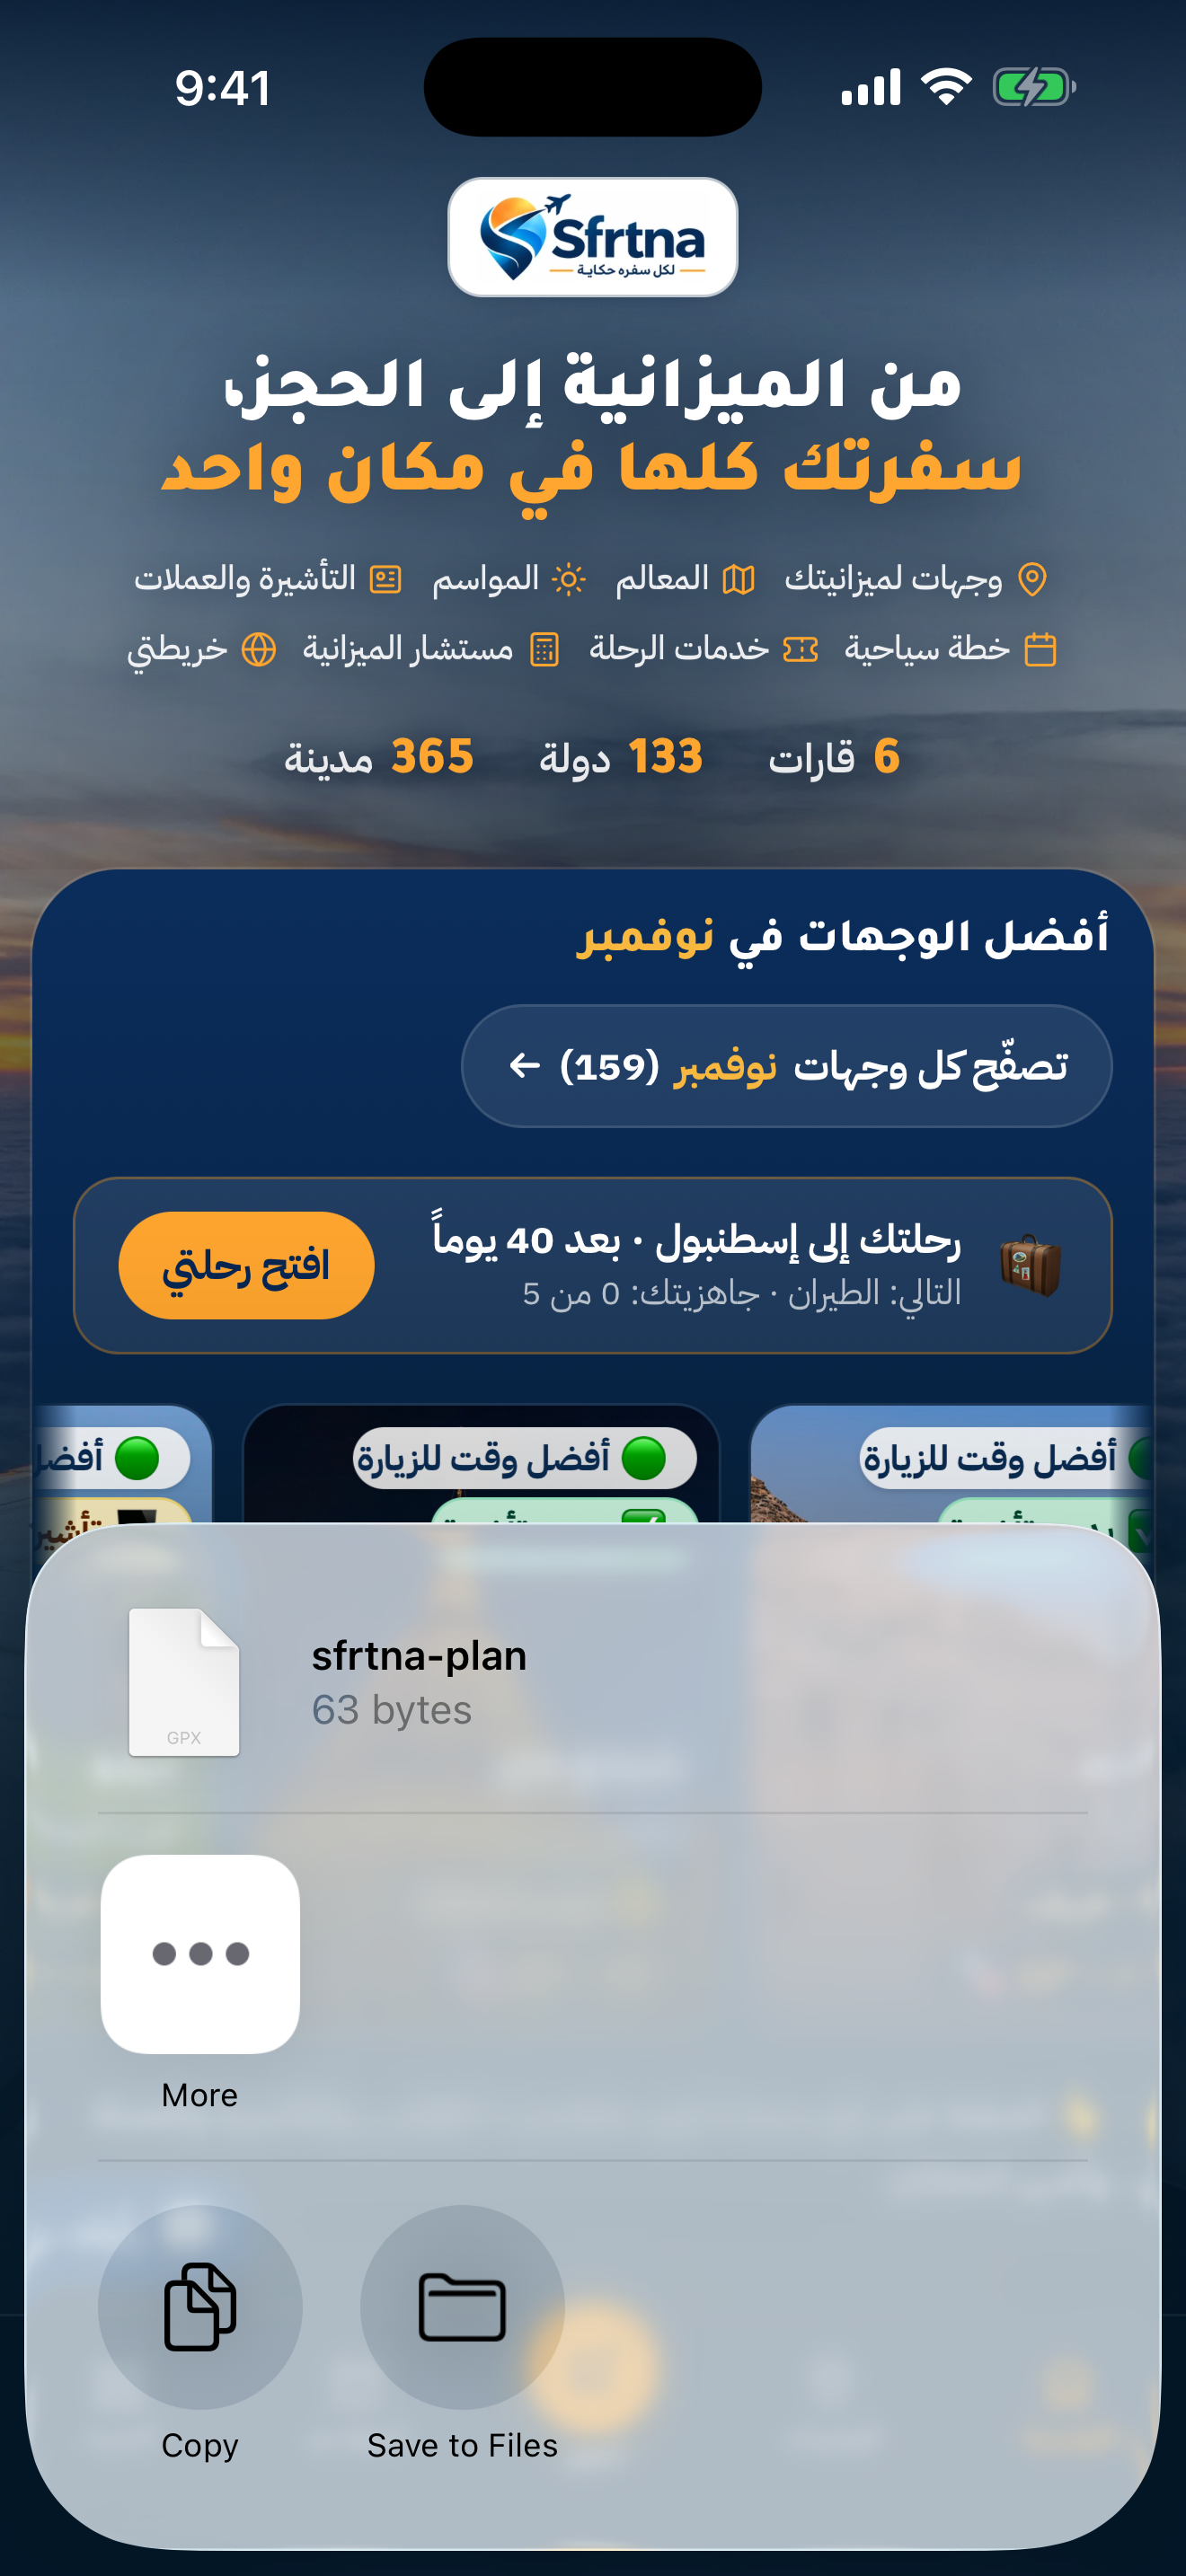 9:41
Sfrtna
لكل سفره حكاية
من الميزانية إلى الحجز،
سفرتك كلها في مكان واحد
وجهات لميزانيتك المعالم المواسم التأشيرة والعملات
خطة سياحية خدمات الرحلة مستشار الميزانية خريطتي
6 قارات 133 دولة 365 مدينة
أفضل الوجهات في نوفمبر
تصفّح كل وجهات نوفمبر (159) ←
رحلتك إلى إسطنبول · بعد 40 يوماً
التالي: الطيران · جاهزيتك: 0 من 5
افتح رحلتي
أفضل وقت للزيارة
أفضل وقت للزيارة
sfrtna-plan
63 bytes
GPX
More
Copy
Save to Files